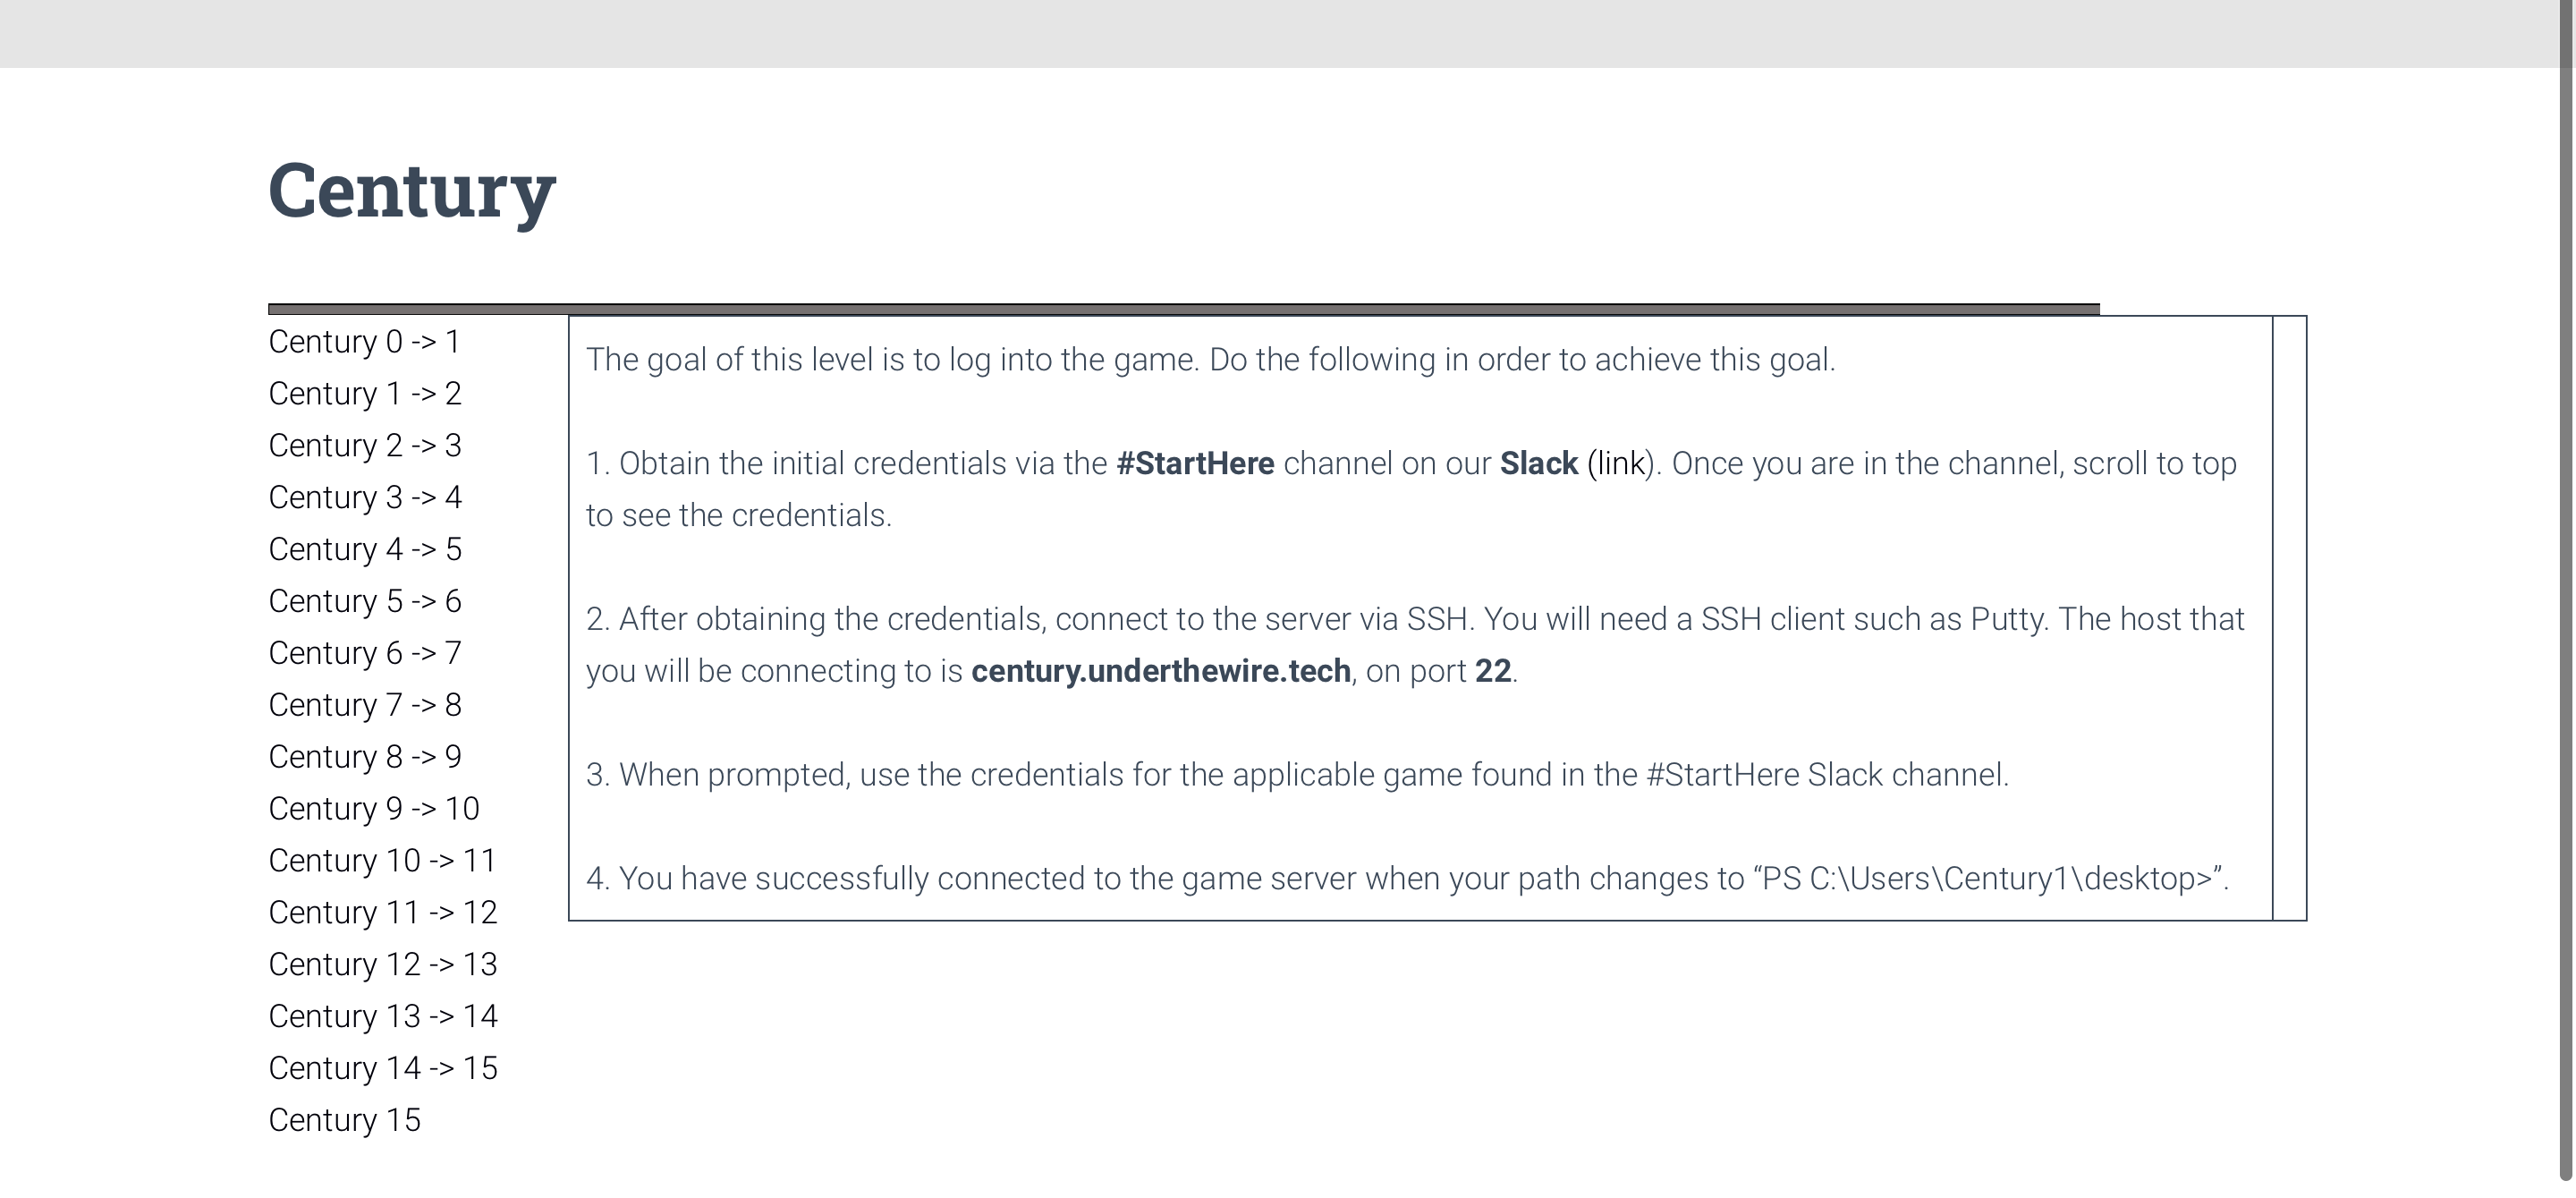 Century
Century 0 -> 1
Century 1 -> 2
Century 2 -> 3
Century 3 -> 4
Century 4 -> 5
Century 5 -> 6
Century 6 -> 7
Century 7 -> 8
Century 8 -> 9
Century 9 -> 10
Century 10 -> 11
Century 11 -> 12
Century 12 -> 13
Century 13 -> 14
Century 14 -> 15
Century 15
The goal of this level is to log into the game. Do the following in order to achieve this goal.
1. Obtain the initial credentials via the #StartHere channel on our Slack (link). Once you are in the channel, scroll to top
to see the credentials.
2. After obtaining the credentials, connect to the server via SSH. You will need a SSH client such as Putty. The host that
you will be connecting to is century.underthewire.tech, on port 22.
3. When prompted, use the credentials for the applicable game found in the #StartHere Slack channel.
4. You have successfully connected to the game server when your path changes to “PS C:\Users\Century1\desktop>”.